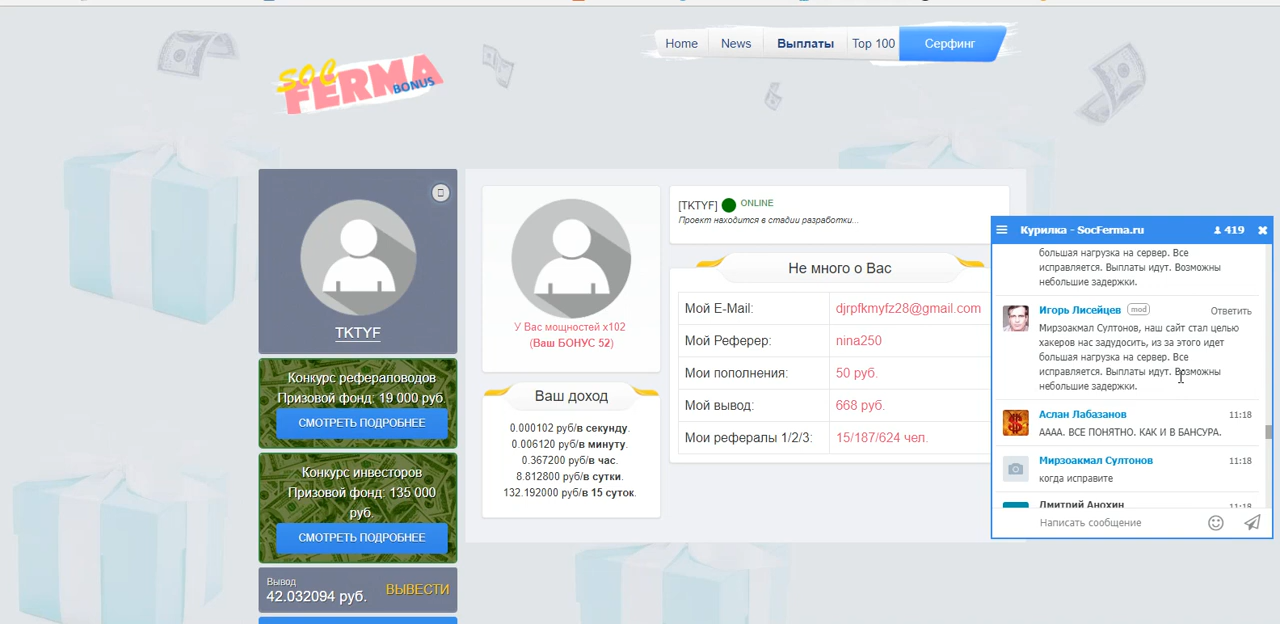 Home
News
Выплаты
Top 100
Серфинг
SOC
FERMA
BONUS
TKTYF
Конкурс рефераловодов
Призовой фонд: 19 000 руб
СМОТРЕТЬ ПОДРОБНЕЕ
Конкурс инвесторов
Призовой фонд: 135 000
руб.
СМОТРЕТЬ ПОДРОБНЕЕ
Вывод
42.032094 руб.
ВЫВЕСТИ
У Вас мощностей x102
(Ваш БОНУС 52)
Ваш доход
0.000102 руб/в секунду.
0.006120 руб/в минуту.
0.367200 руб/в час.
8.812800 руб/в сутки.
132.192000 руб/в 15 суток.
[TKTYF] ONLINE
Проект находится в стадии разработки...
Не много о Вас
Мой E-Mail: djrpfkmyfz28@gmail.com
Мой Реферер: nina250
Мои пополнения: 50 руб.
Мой вывод: 668 руб.
Мои рефералы 1/2/3: 15/187/624 чел.
Курилка - SocFerma.ru 419
большая нагрузка на сервер. Все
исправляется. Выплаты идут. Возможны
небольшие задержки.
Игорь Лисейцев mod Ответить
Мирзоакмал Султонов, наш сайт стал целью
хакеров нас задудосить, из за этого идет
большая нагрузка на сервер. Все
исправляется. Выплаты идут. Возможны
небольшие задержки.
Аслан Лабазанов 11:18
АААА. ВСЕ ПОНЯТНО. КАК И В БАНСУРА.
Мирзоакмал Султонов 11:18
когда исправите
Дмитрий Анохин 11:18
Написать сообщение